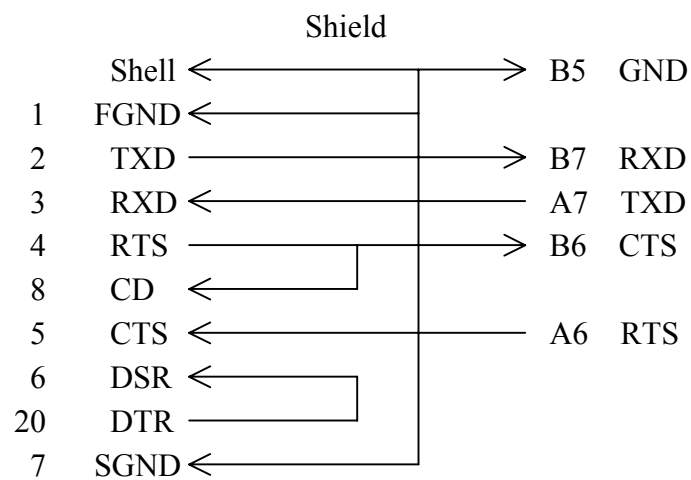 Shield
Shell B5 GND
1 FGND
2 TXD B7 RXD
3 RXD A7 TXD
4 RTS B6 CTS
8 CD
5 CTS A6 RTS
6 DSR
20 DTR
7 SGND